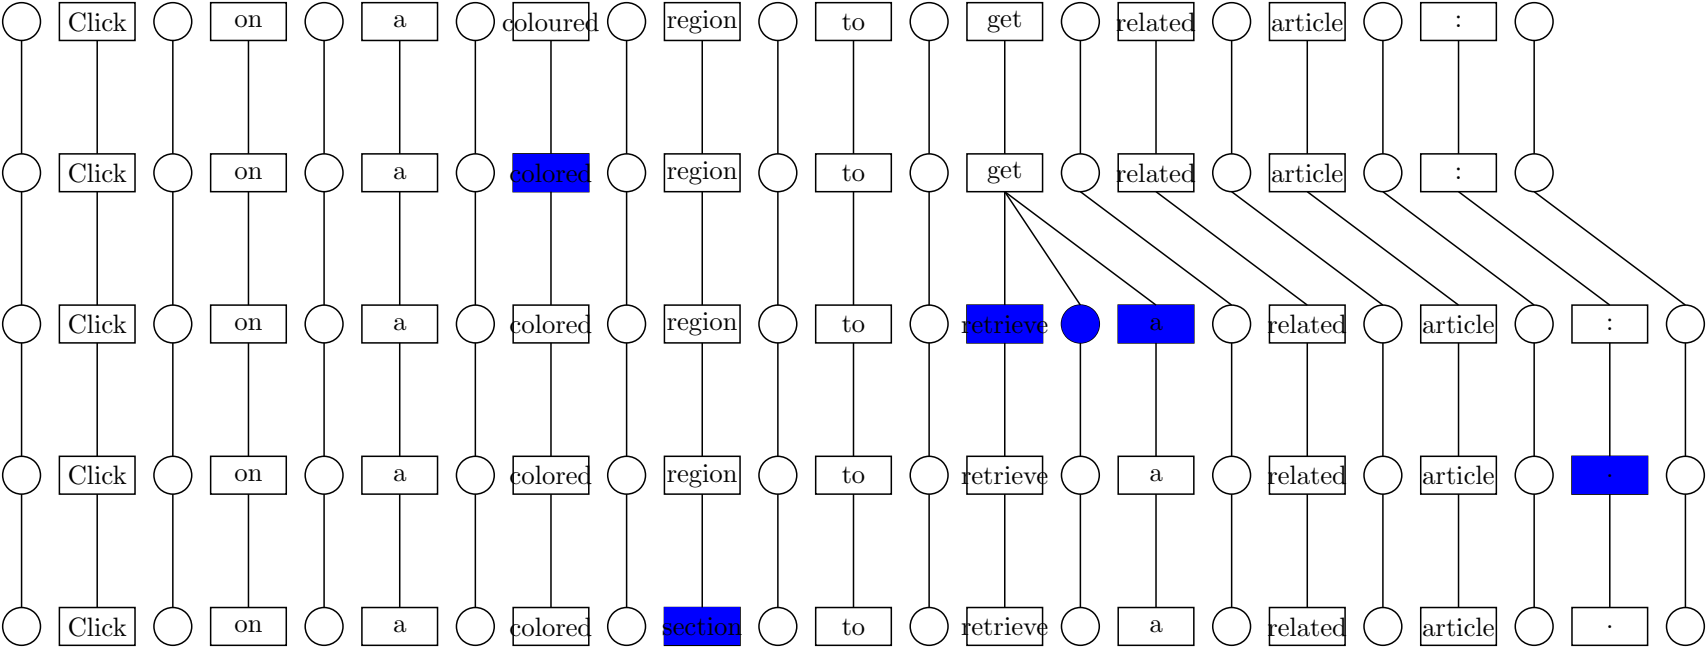 Click on a coloured region to get related article :
Click on a colored region to get related article :
Click on a colored region to retrieve a related article :
Click on a colored region to retrieve a related article .
Click on a colored section to retrieve a related article .